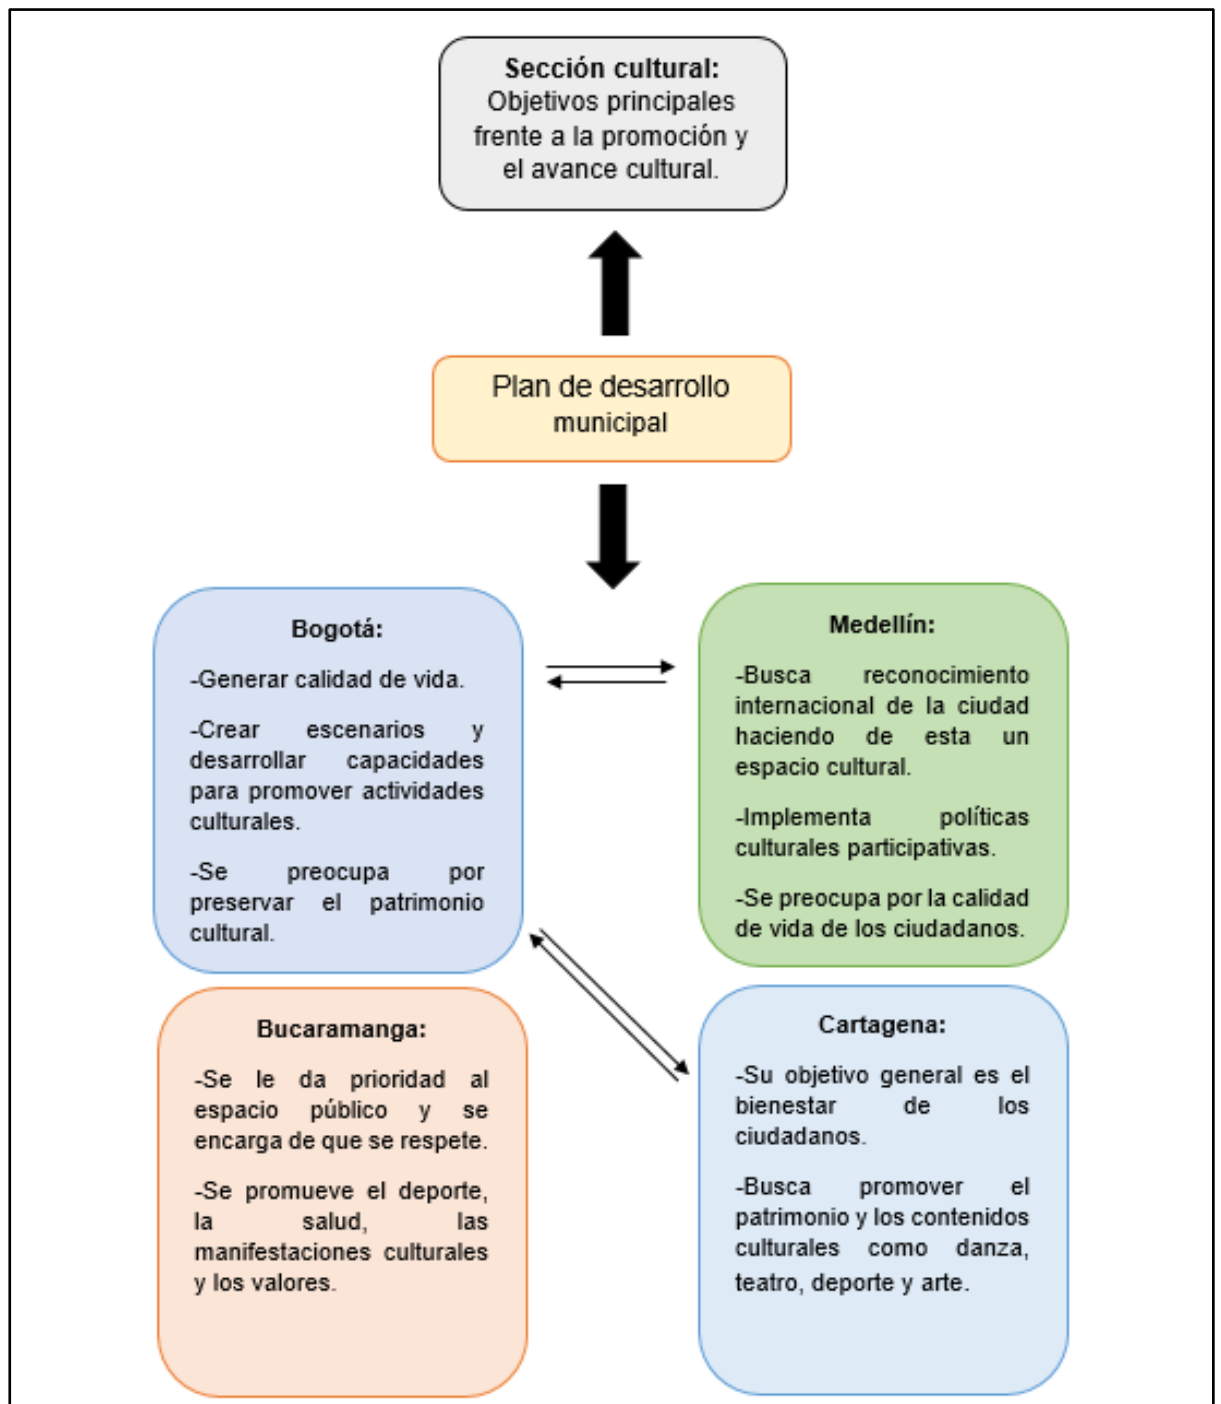 Sección cultural:
Objetivos principales
frente a la promoción y
el avance cultural.
Plan de desarrollo
municipal
Bogotá:
-Generar calidad de vida.
-Crear escenarios y
desarrollar capacidades
para promover actividades
culturales.
-Se preocupa por
preservar el patrimonio
cultural.
Medellín:
-Busca reconocimiento
internacional de la ciudad
haciendo de esta un
espacio cultural.
-Implementa políticas
culturales participativas.
-Se preocupa por la calidad
de vida de los ciudadanos.
Bucaramanga:
-Se le da prioridad al
espacio público y se
encarga de que se respete.
-Se promueve el deporte,
la salud, las
manifestaciones culturales
y los valores.
Cartagena:
-Su objetivo general es el
bienestar de los
ciudadanos.
-Busca promover el
patrimonio y los contenidos
culturales como danza,
teatro, deporte y arte.